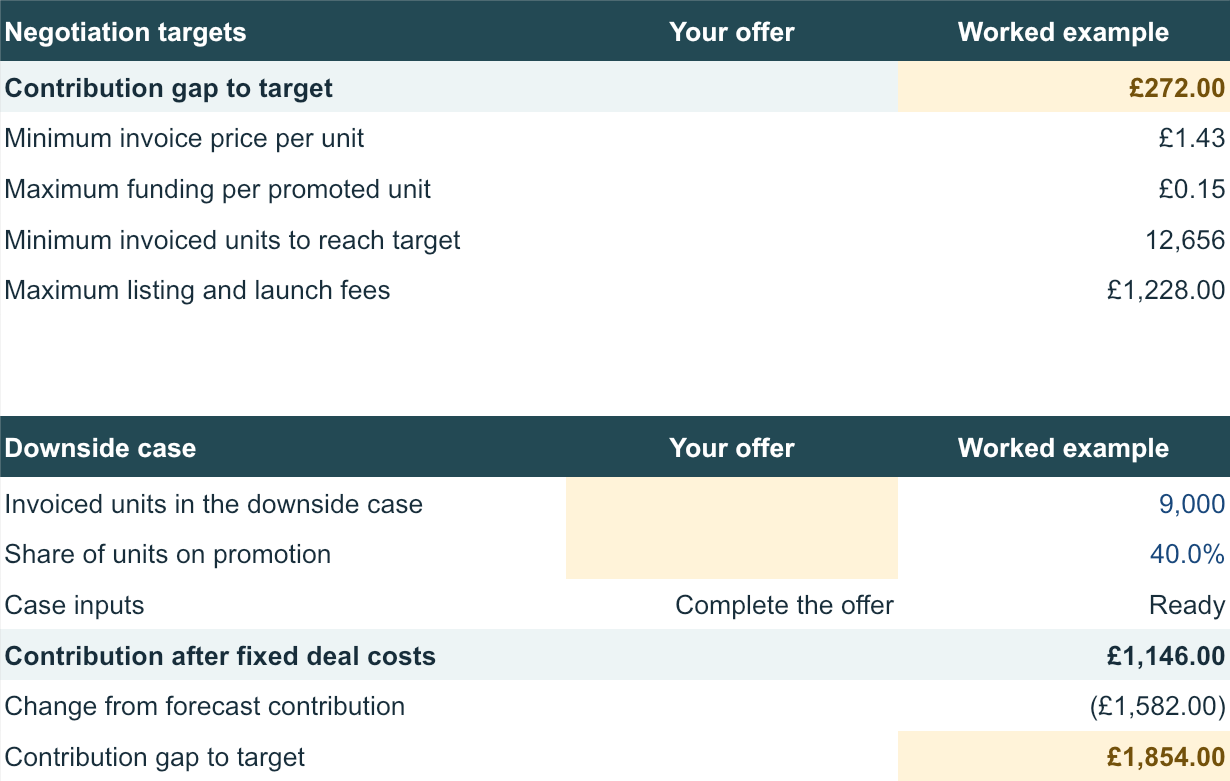 Negotiation targets Your offer Worked example
Contribution gap to target £272.00
Minimum invoice price per unit £1.43
Maximum funding per promoted unit £0.15
Minimum invoiced units to reach target 12,656
Maximum listing and launch fees £1,228.00
Downside case Your offer Worked example
Invoiced units in the downside case 9,000
Share of units on promotion 40.0%
Case inputs Complete the offer Ready
Contribution after fixed deal costs £1,146.00
Change from forecast contribution (£1,582.00)
Contribution gap to target £1,854.00